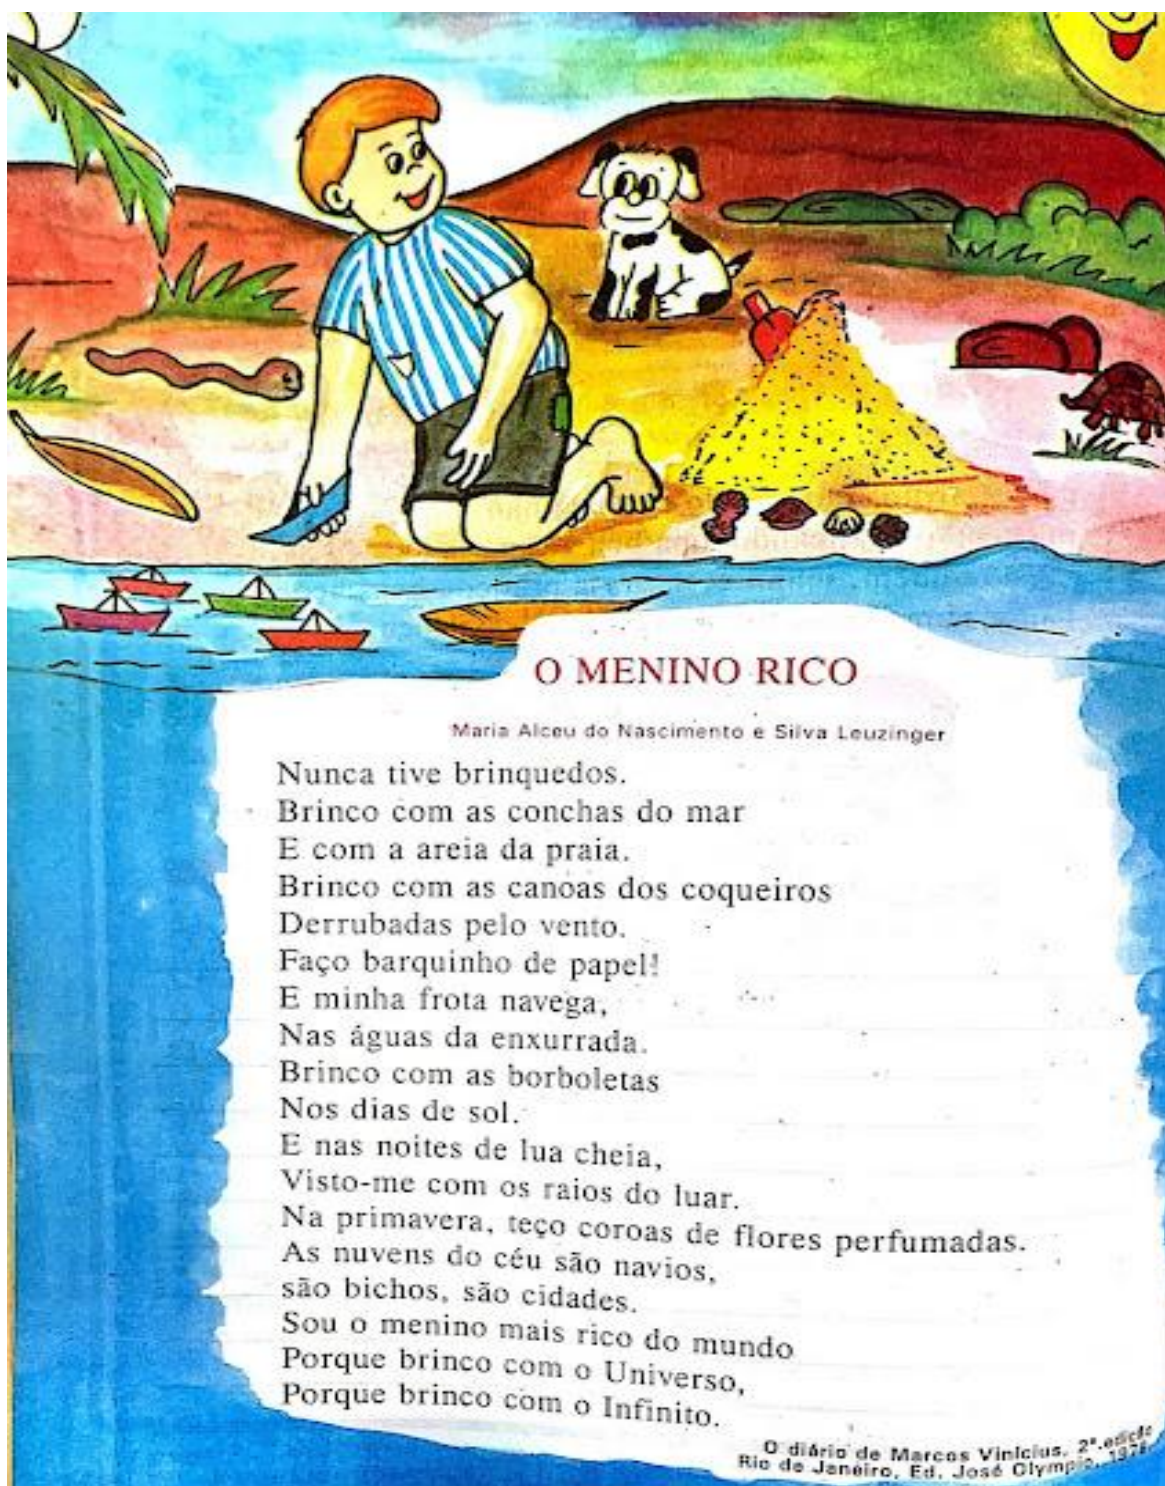 O MENINO RICO
Maria Alceu do Nascimento e Silva Leuzinger
Nunca tive brinquedos.
Brinco com as conchas do mar
E com a areia da praia.
Brinco com as canoas dos coqueiros
Derrubadas pelo vento.
Faço barquinho de papel!
E minha frota navega,
Nas águas da enxurrada.
Brinco com as borboletas
Nos dias de sol.
E nas noites de lua cheia,
Visto-me com os raios do luar.
Na primavera, teço coroas de flores perfumadas.
As nuvens do céu são navios,
são bichos, são cidades.
Sou o menino mais rico do mundo
Porque brinco com o Universo,
Porque brinco com o Infinito.
O diário de Marcos Vinícius, 2ª. edição
Rio de Janeiro, Ed. José Olympio,